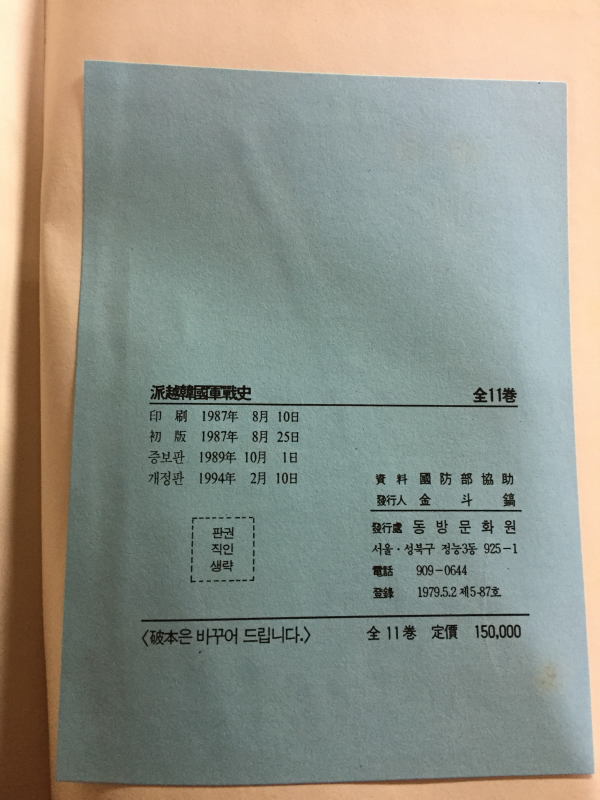 派越韓國軍戰史 全11巻
印 刷 1987年 8月 10日
初 版 1987年 8月 25日
증보판 1989年 10月 1日
개정판 1994年 2月 10日
資 料 國防部協助
發行人 金 斗 鎬
發行處 동방문화원
서울·성북구 정능3동 925-1
電話 909-0644
登錄 1979.5.2 제5-87호
판권
직인
생략
〈破本은 바꾸어 드립니다.〉 全 11 巻 定價 150,000